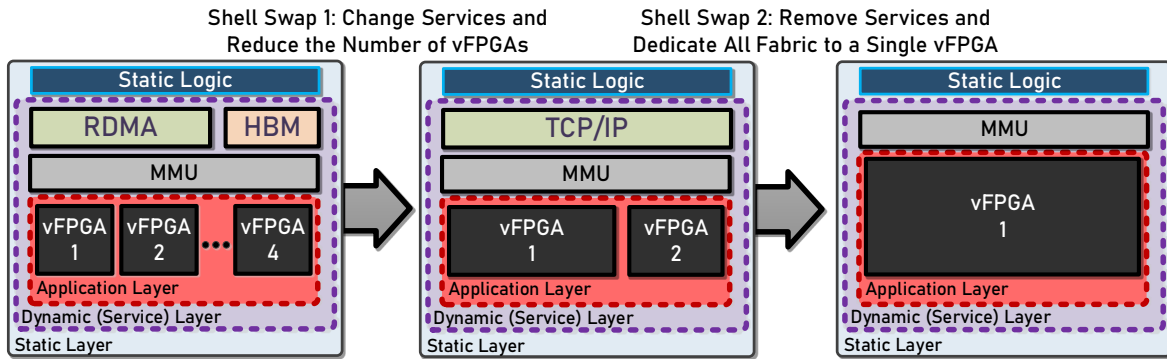 Shell Swap 1: Change Services and
Reduce the Number of vFPGAs
Shell Swap 2: Remove Services and
Dedicate All Fabric to a Single vFPGA
Static Logic
RDMA
HBM
MMU
vFPGA
1
vFPGA
2
...
vFPGA
4
Application Layer
Dynamic (Service) Layer
Static Layer
Static Logic
TCP/IP
MMU
vFPGA
1
vFPGA
2
Application Layer
Dynamic (Service) Layer
Static Layer
Static Logic
MMU
vFPGA
1
Application Layer
Dynamic (Service) Layer
Static Layer